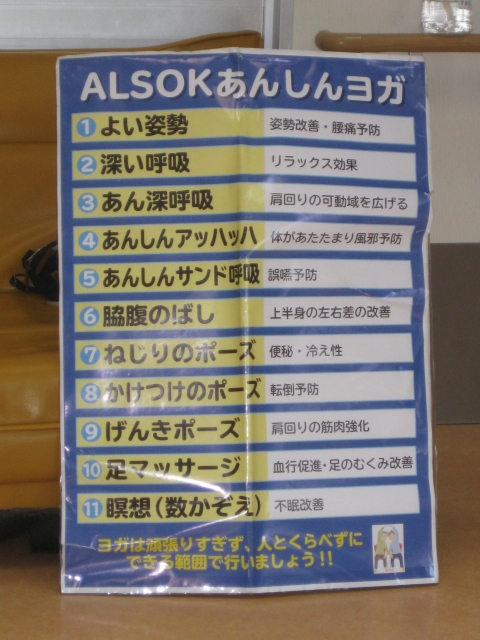 ALSOKあんしんヨガ
1 よい姿勢 姿勢改善・腰痛予防
2 深い呼吸 リラックス効果
3 あん深呼吸 肩回りの可動域を広げる
4 あんしんアッハッハ 体があたたまり風邪予防
5 あんしんサンド呼吸 誤嚥予防
6 脇腹のばし 上半身の左右差の改善
7 ねじりのポーズ 便秘・冷え性
8 かけつけのポーズ 転倒予防
9 げんきポーズ 肩回りの筋肉強化
10 足マッサージ 血行促進・足のむくみ改善
11 瞑想（数かぞえ） 不眠改善
ヨガは頑張りすぎず、人とくらべずに
できる範囲で行いましょう！！